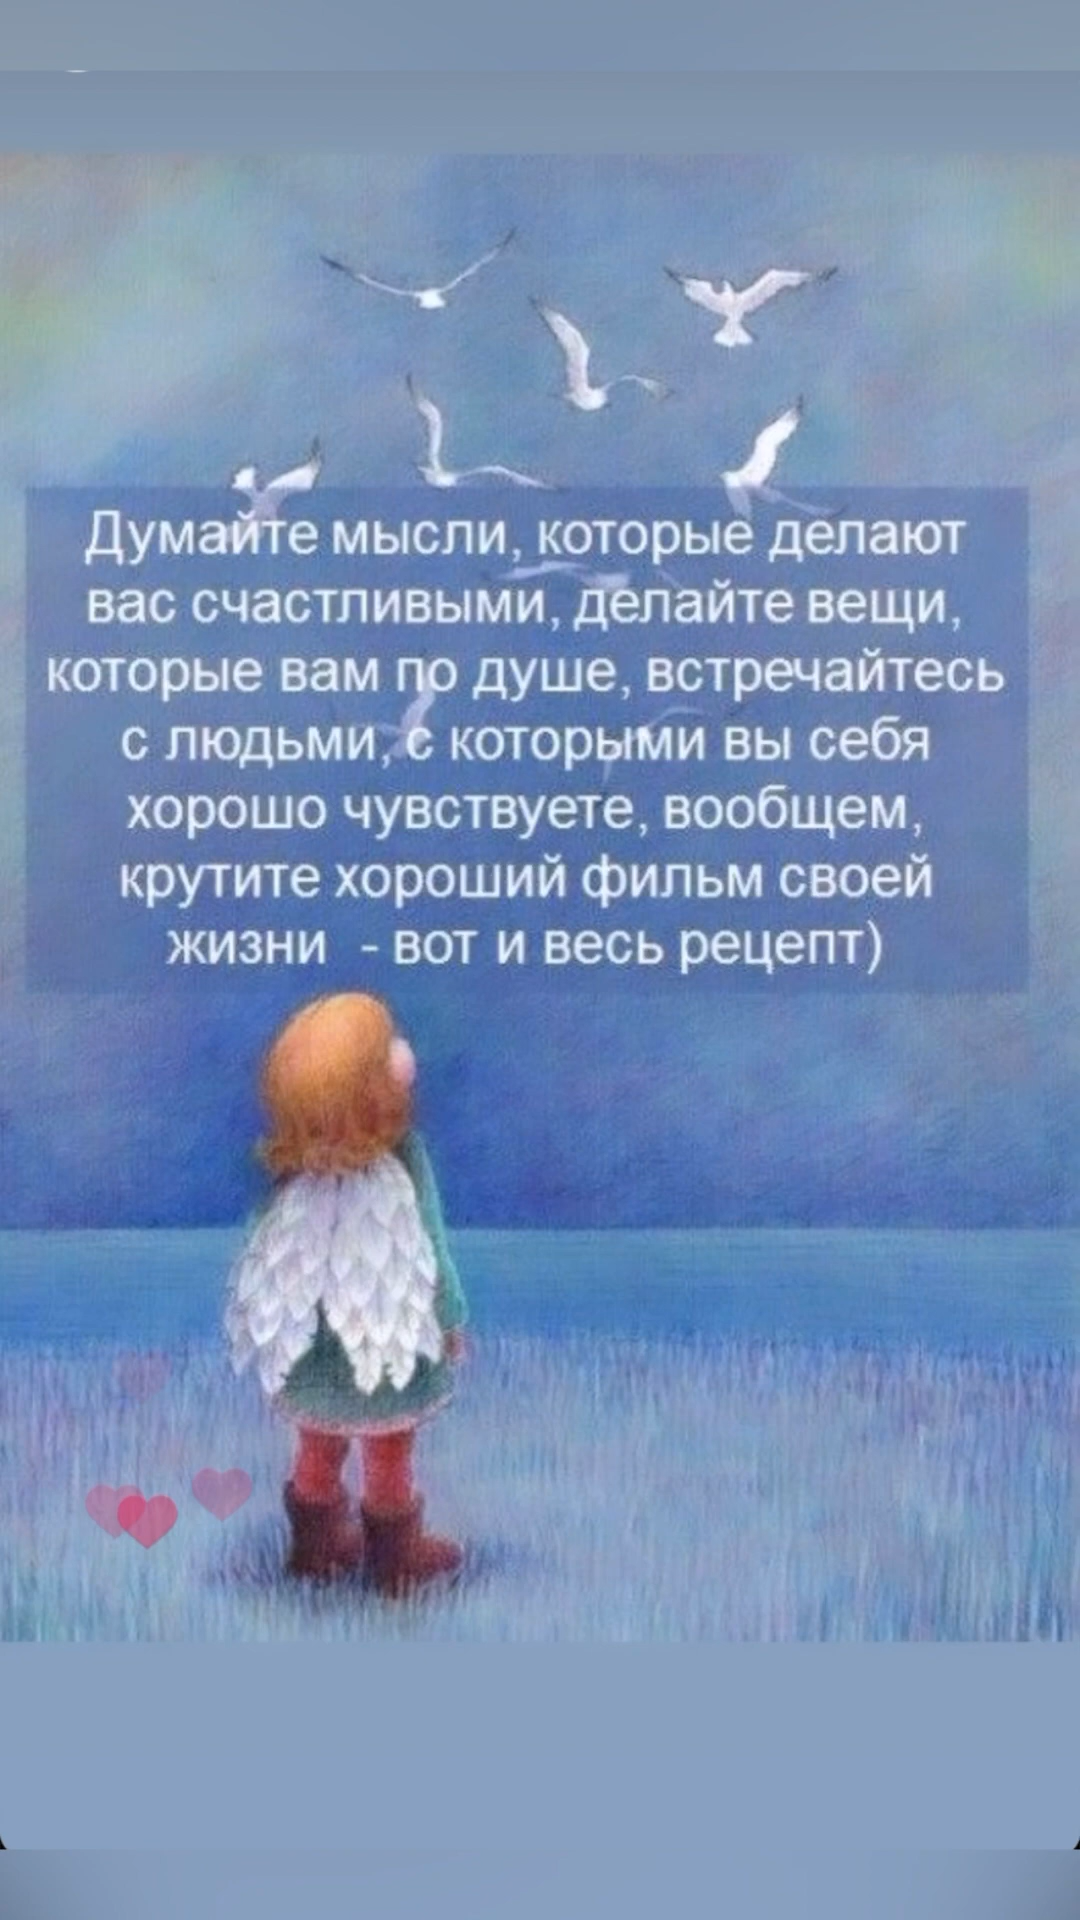 Думайте мысли, которые делают
вас счастливыми, делайте вещи,
которые вам по душе, встречайтесь
с людьми, с которыми вы себя
хорошо чувствуете, вообщем,
крутите хороший фильм своей
жизни - вот и весь рецепт)